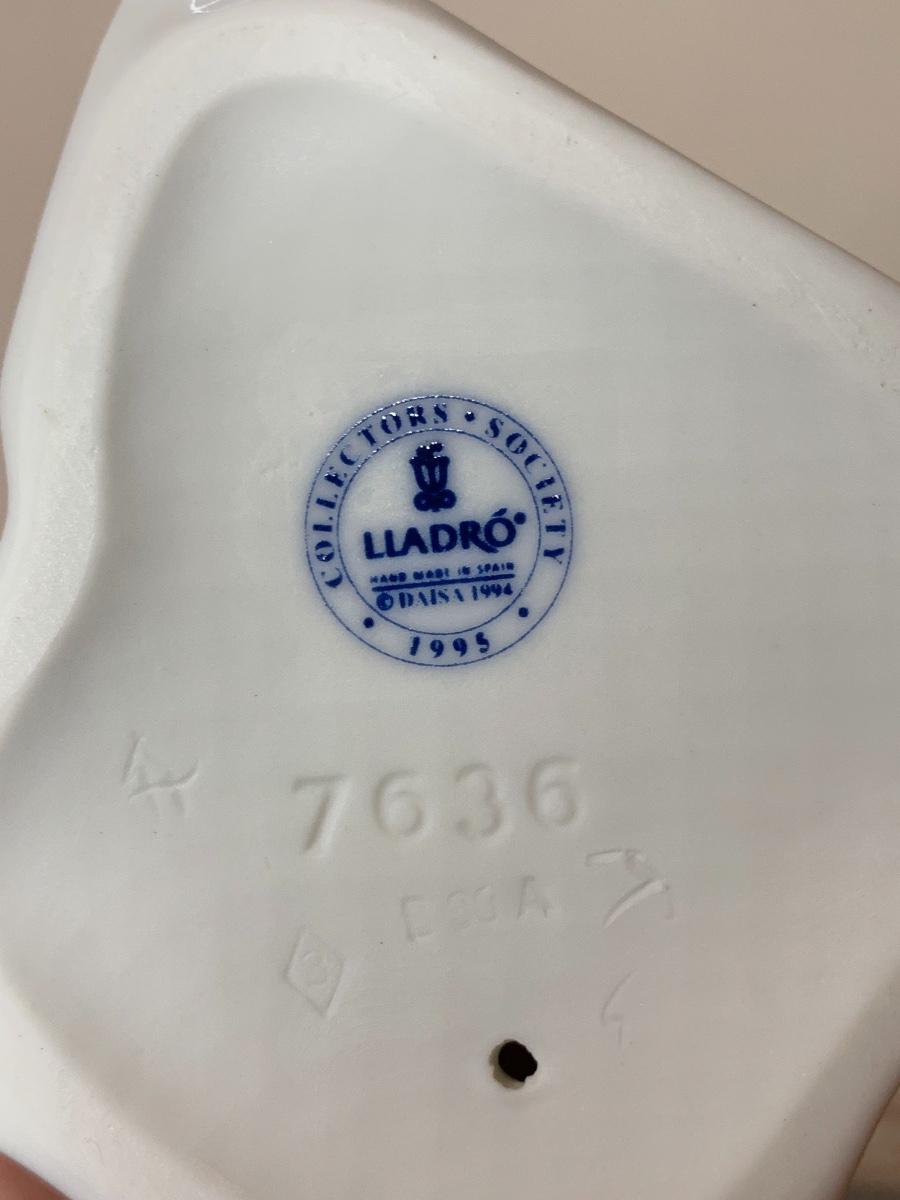 COLLECTORS • SOCIETY
LLADRÓ
HAND MADE IN SPAIN
© DAISA 1994
• 1995 •
7636